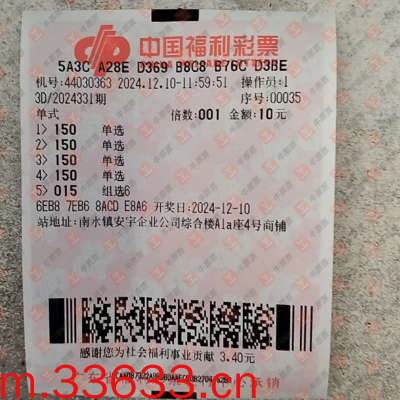 中国福利彩票
5A3C A28E D369 B8C8 B76C D3BE
机号:44030363 2024.12.10-11:59:51 操作员:1
3D/2024331期 序号:00035
单式 倍数:001 金额:10元
1> 150 单选
2> 150 单选
3> 150 单选
4> 150 单选
5> 015 组选6
6EB8 7EB6 8ACD E8A6 开奖日:2024-12-10
站地址:南水镇安宇企业公司综合楼A1a座4号商铺
感谢您为社会福利事业贡献 3.40元
m.33633.cn